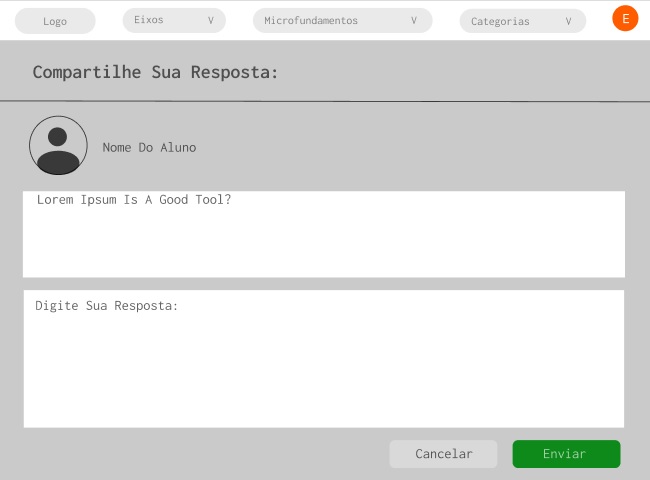 Logo Eixos V Microfundamentos V Categorias V E
Compartilhe Sua Resposta:
Nome Do Aluno
Lorem Ipsum Is A Good Tool?
Digite Sua Resposta:
Cancelar Enviar